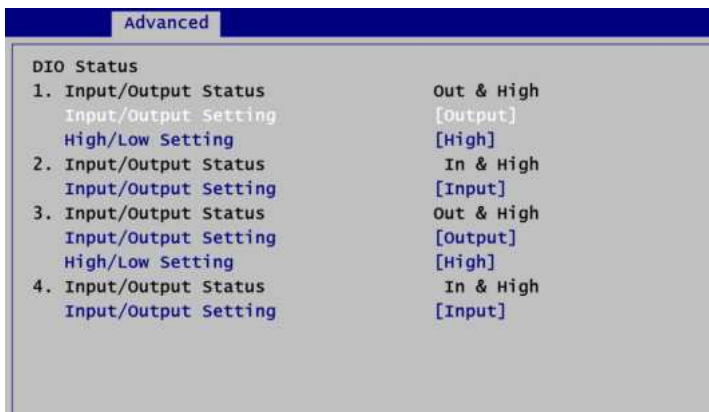 Advanced
DIO Status
1. Input/Output Status Out & High
Input/Output Setting [Output]
High/Low Setting [High]
2. Input/Output Status In & High
Input/Output Setting [Input]
3. Input/Output Status Out & High
Input/Output Setting [Output]
High/Low Setting [High]
4. Input/Output Status In & High
Input/Output Setting [Input]